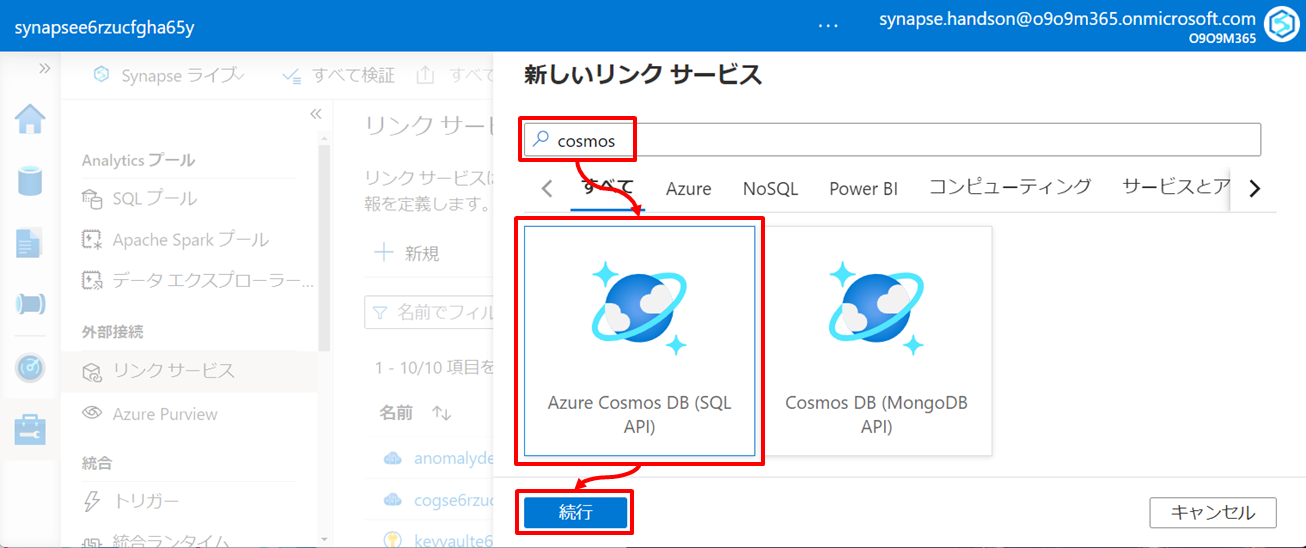 synapsee6rzucfgha65y
...
synapse.handson@o9o9m365.onmicrosoft.com
O9O9M365
Synapse ライブ
すべて検証
すべて
Analytics プール
SQL プール
Apache Spark プール
データ エクスプローラー...
外部接続
リンク サービス
Azure Purview
統合
トリガー
統合ランタイム
リンク サー
リンク サービスは
報を定義します。
新規
名前でフィル
1 - 10/10 項目を
名前
anomalyde
cogse6rzuc
keyvaulte6
新しいリンク サービス
cosmos
すべて
Azure
NoSQL
Power BI
コンピューティング
サービスとア
Azure Cosmos DB (SQL
API)
Cosmos DB (MongoDB
API)
続行
キャンセル